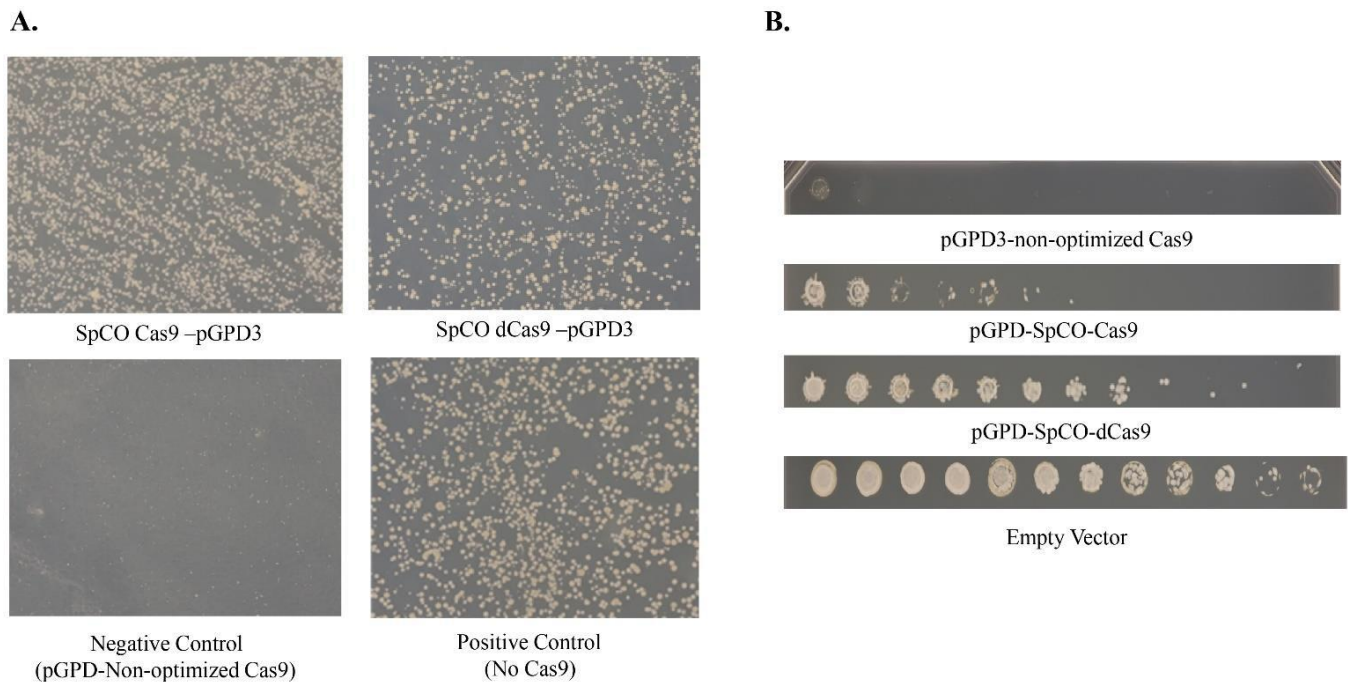 A.
SpCO Cas9 –pGPD3
SpCO dCas9 –pGPD3
Negative Control
(pGPD-Non-optimized Cas9)
Positive Control
(No Cas9)
B.
pGPD3-non-optimized Cas9
pGPD-SpCO-Cas9
pGPD-SpCO-dCas9
Empty Vector